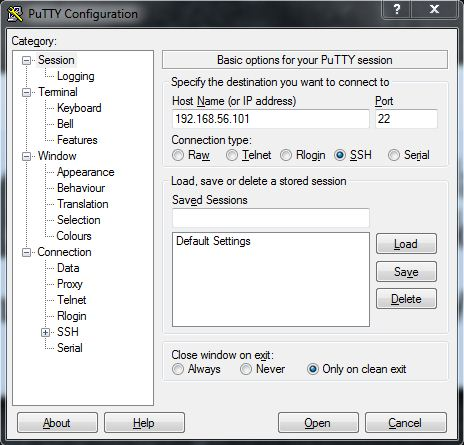 PuTTY Configuration
? X
Category:
Session
Logging
Terminal
Keyboard
Bell
Features
Window
Appearance
Behaviour
Translation
Selection
Colours
Connection
Data
Proxy
Telnet
Rlogin
SSH
Serial
Basic options for your PuTTY session
Specify the destination you want to connect to
Host Name (or IP address) Port
192.168.56.101 22
Connection type:
Raw Telnet Rlogin SSH Serial
Load, save or delete a stored session
Saved Sessions
Default Settings
Load
Save
Delete
Close window on exit:
Always Never Only on clean exit
About Help Open Cancel